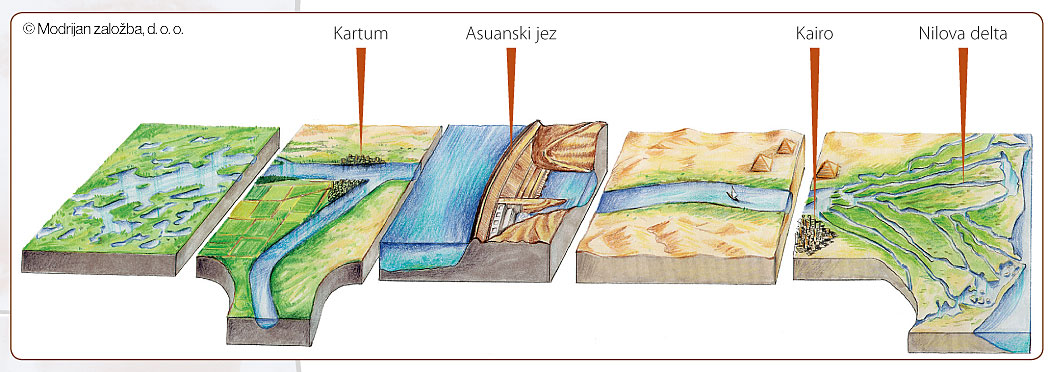 © Modrijan založba, d. o. o.
Kartum
Asuanski jez
Kairo
Nilova delta